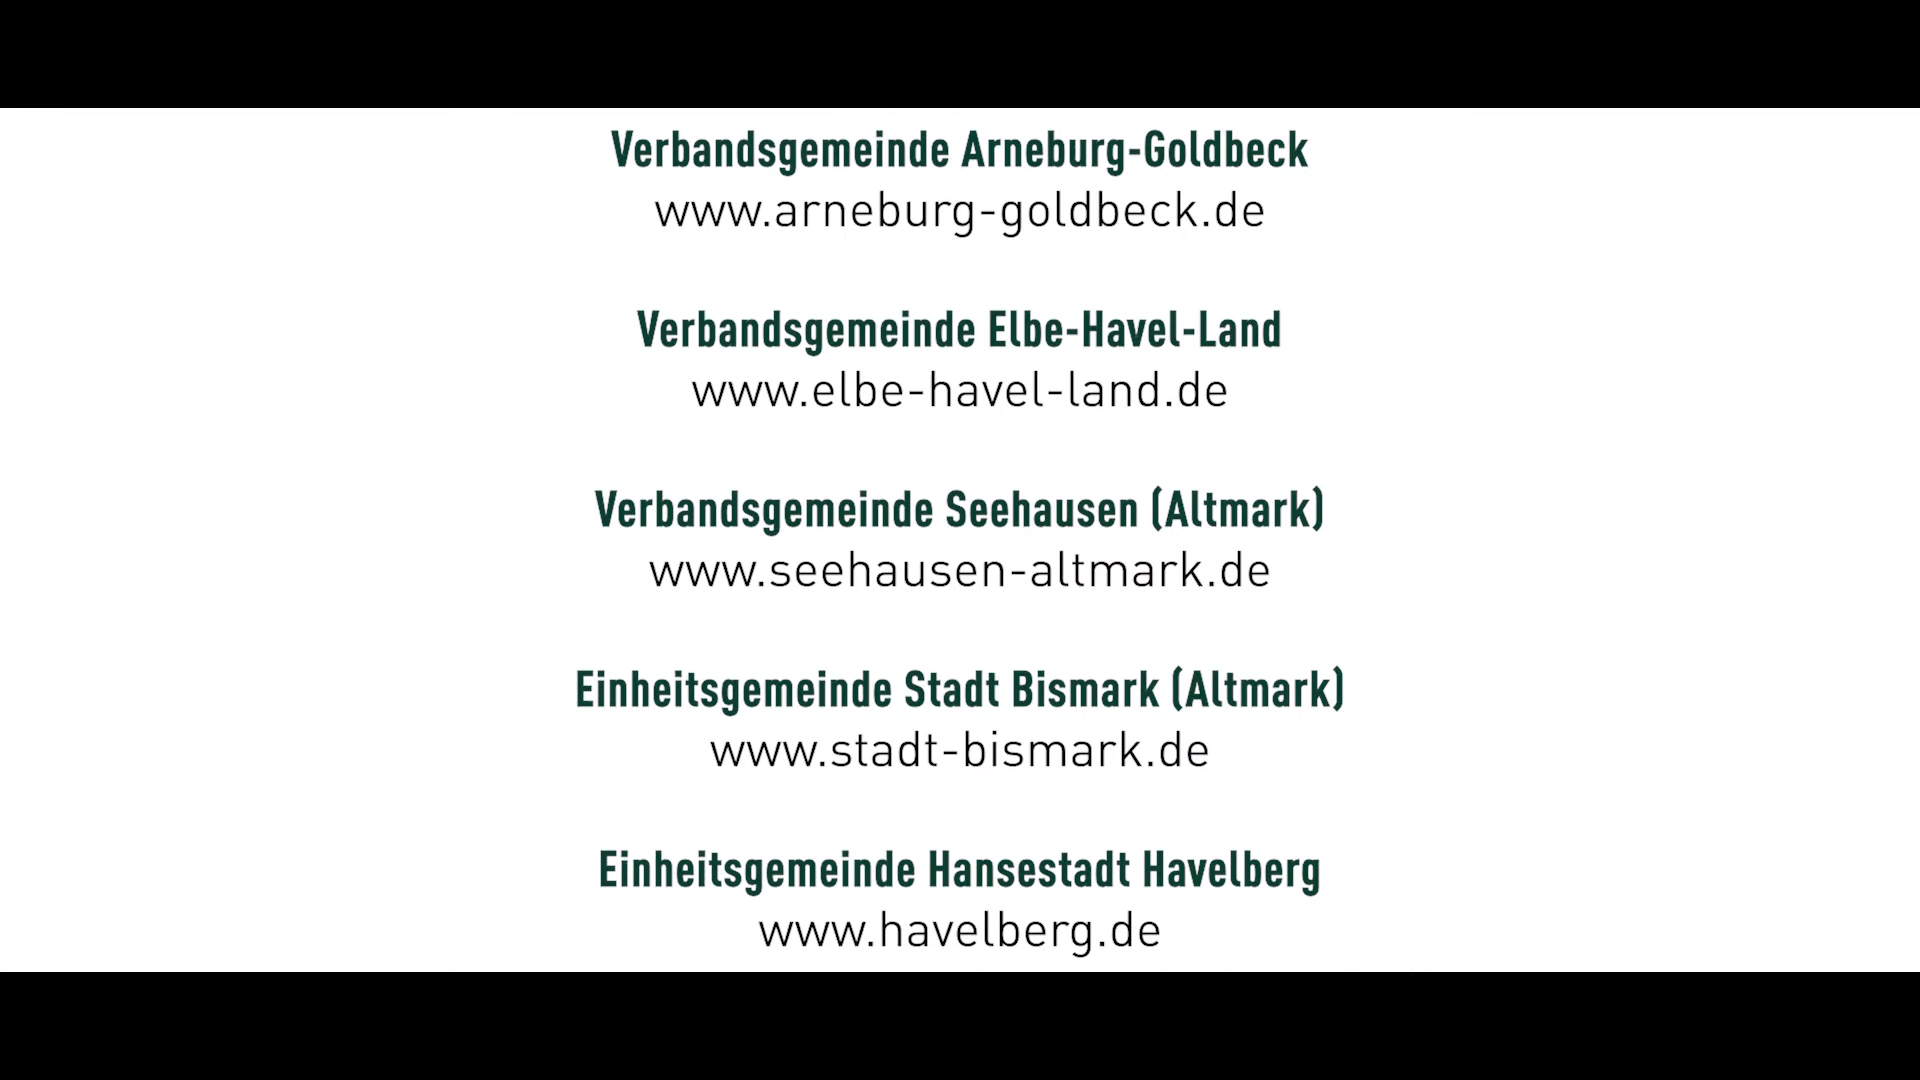 Verbandsgemeinde Arneburg-Goldbeck
www.arneburg-goldbeck.de
Verbandsgemeinde Elbe-Havel-Land
www.elbe-havel-land.de
Verbandsgemeinde Seehausen (Altmark)
www.seehausen-altmark.de
Einheitsgemeinde Stadt Bismark (Altmark)
www.stadt-bismark.de
Einheitsgemeinde Hansestadt Havelberg
www.havelberg.de